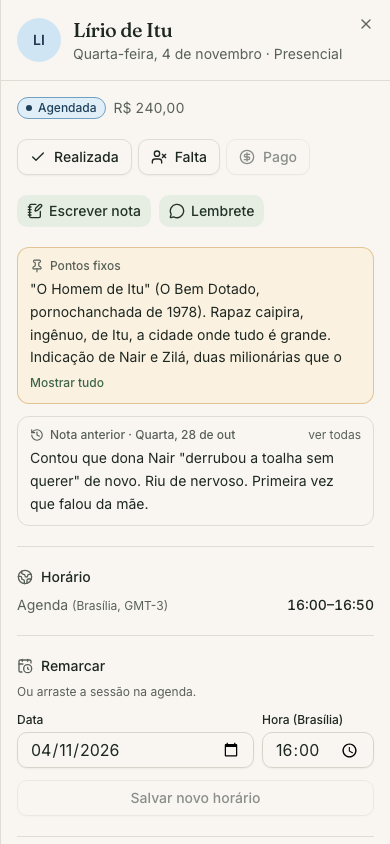 LI
Lírio de Itu
Quarta-feira, 4 de novembro · Presencial
Agendada R$ 240,00
Realizada Falta Pago
Escrever nota Lembrete
Pontos fixos
"O Homem de Itu" (O Bem Dotado,
pornochanchada de 1978). Rapaz caipira,
ingênuo, de Itu, a cidade onde tudo é grande.
Indicação de Nair e Zilá, duas milionárias que o
Mostrar tudo
Nota anterior · Quarta, 28 de out ver todas
Contou que dona Nair "derrubou a toalha sem
querer" de novo. Riu de nervoso. Primeira vez
que falou da mãe.
Horário
Agenda (Brasília, GMT-3) 16:00–16:50
Remarcar
Ou arraste a sessão na agenda.
Data Hora (Brasília)
04/11/2026 16:00
Salvar novo horário